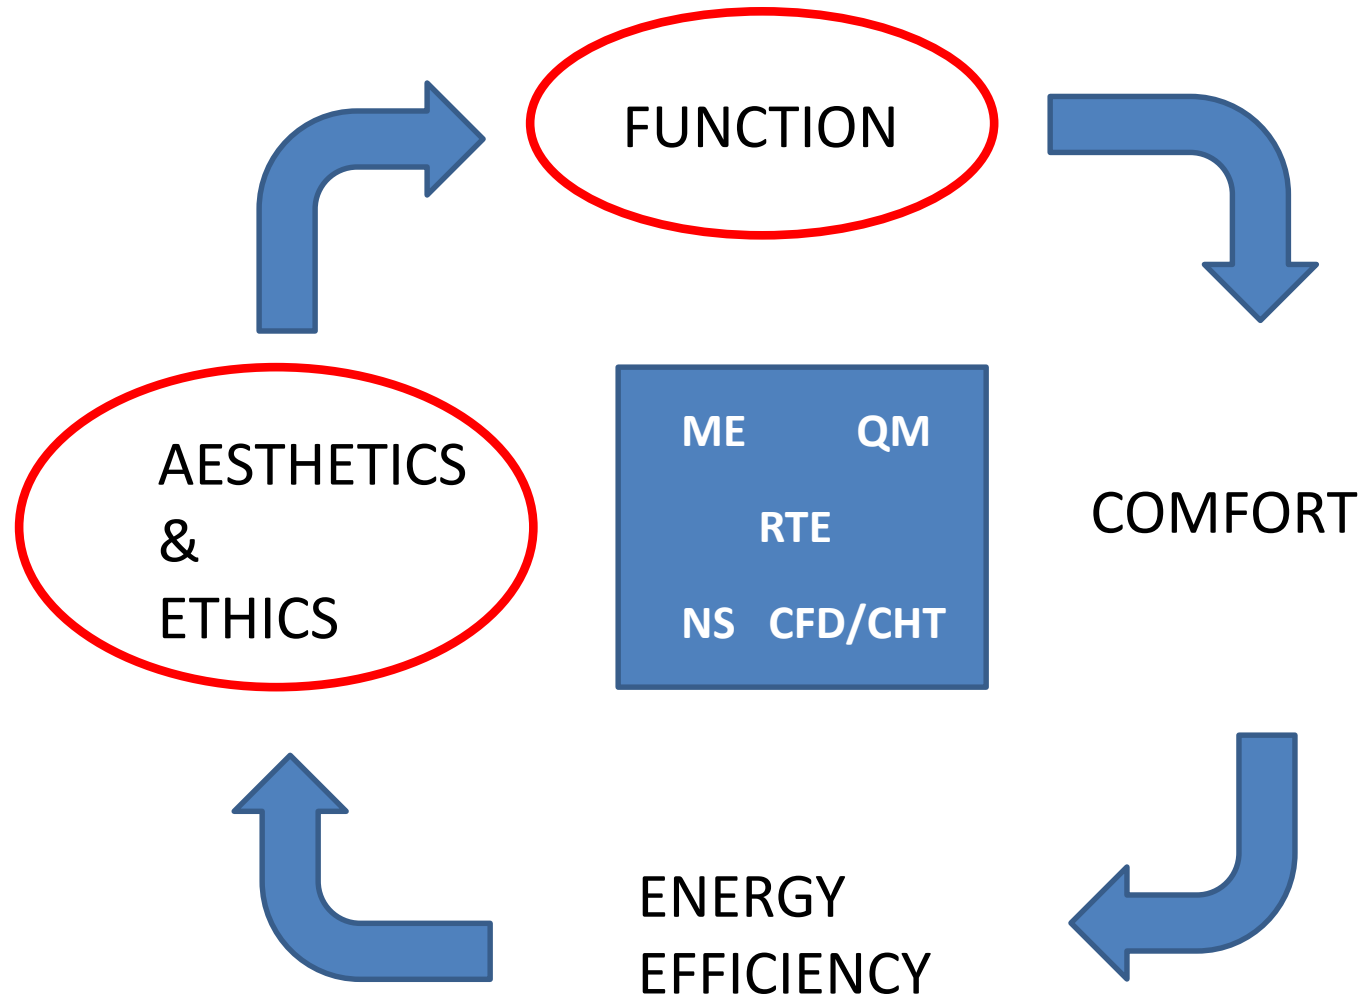 FUNCTION
AESTHETICS
&
ETHICS
ME QM
RTE
NS CFD/CHT
COMFORT
ENERGY
EFFICIENCY